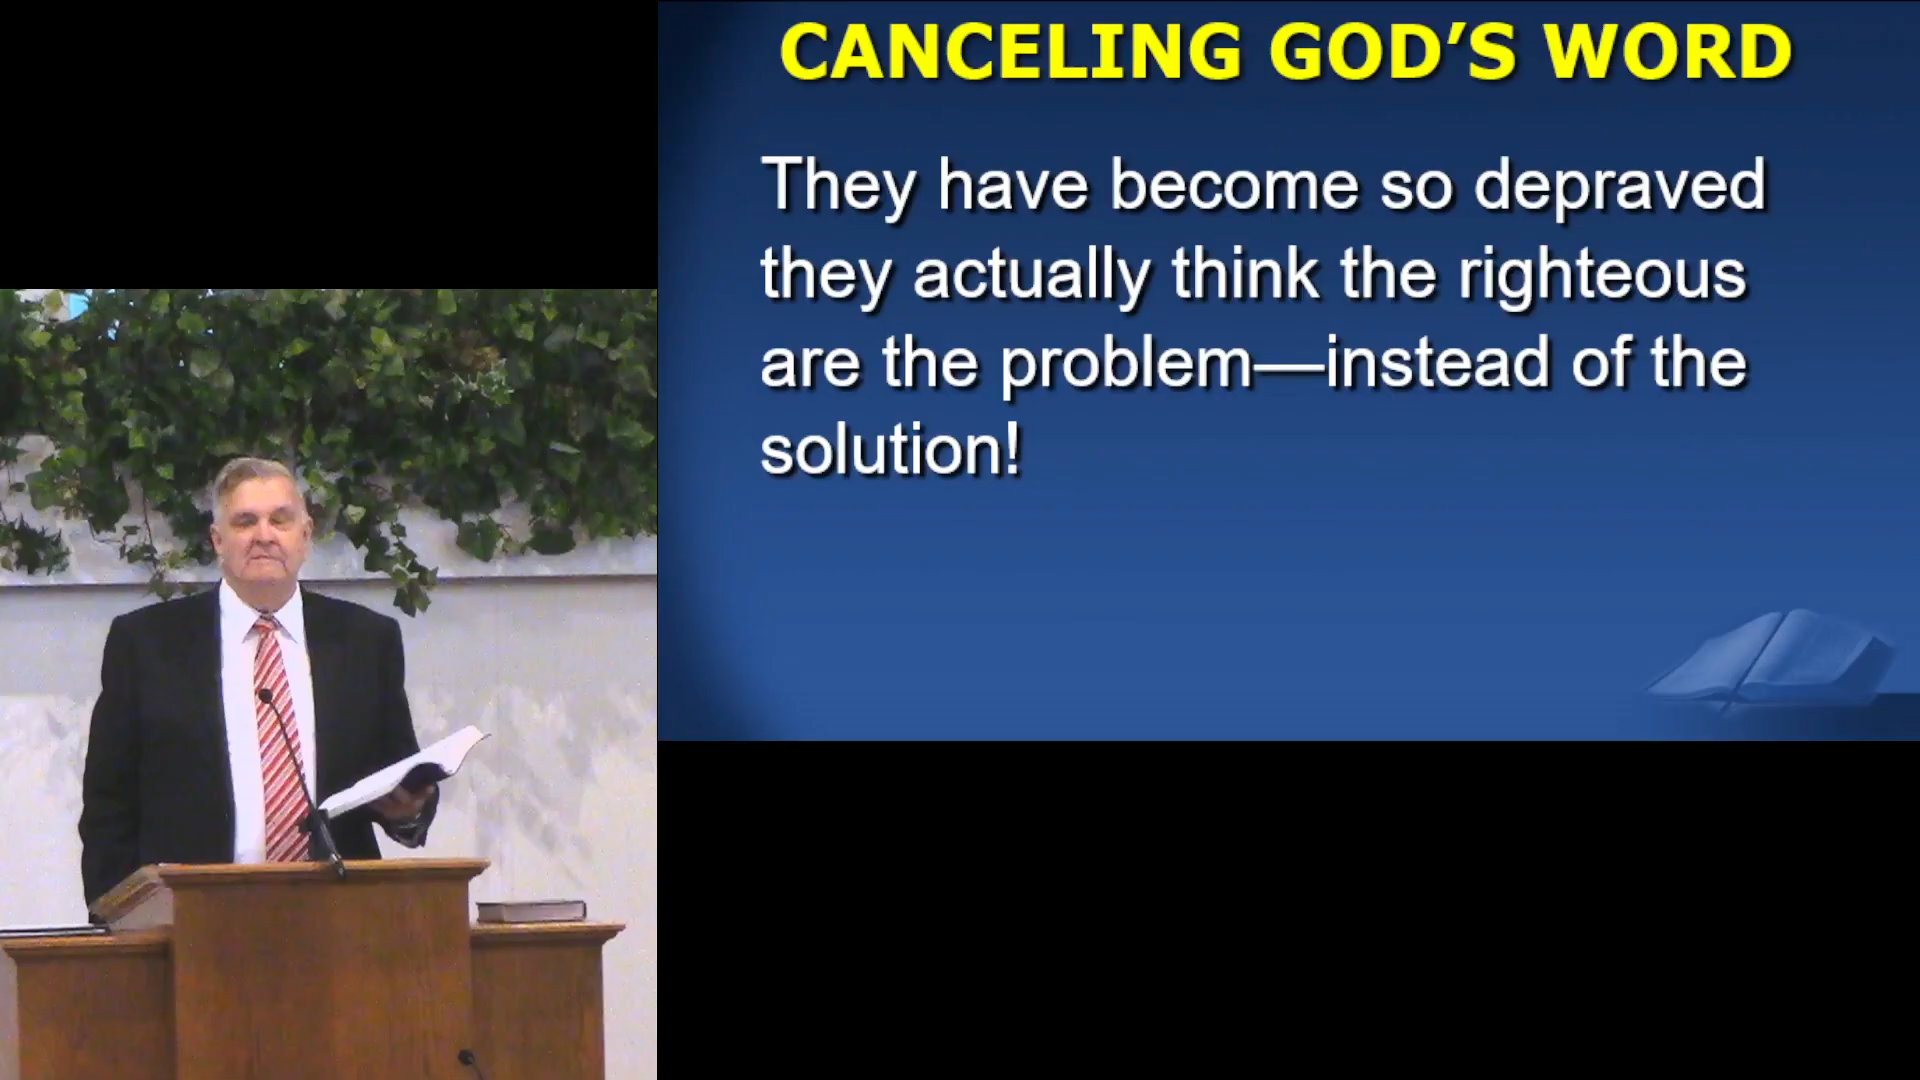 CANCELING GOD’S WORD
They have become so depraved
they actually think the righteous
are the problem—instead of the
solution!